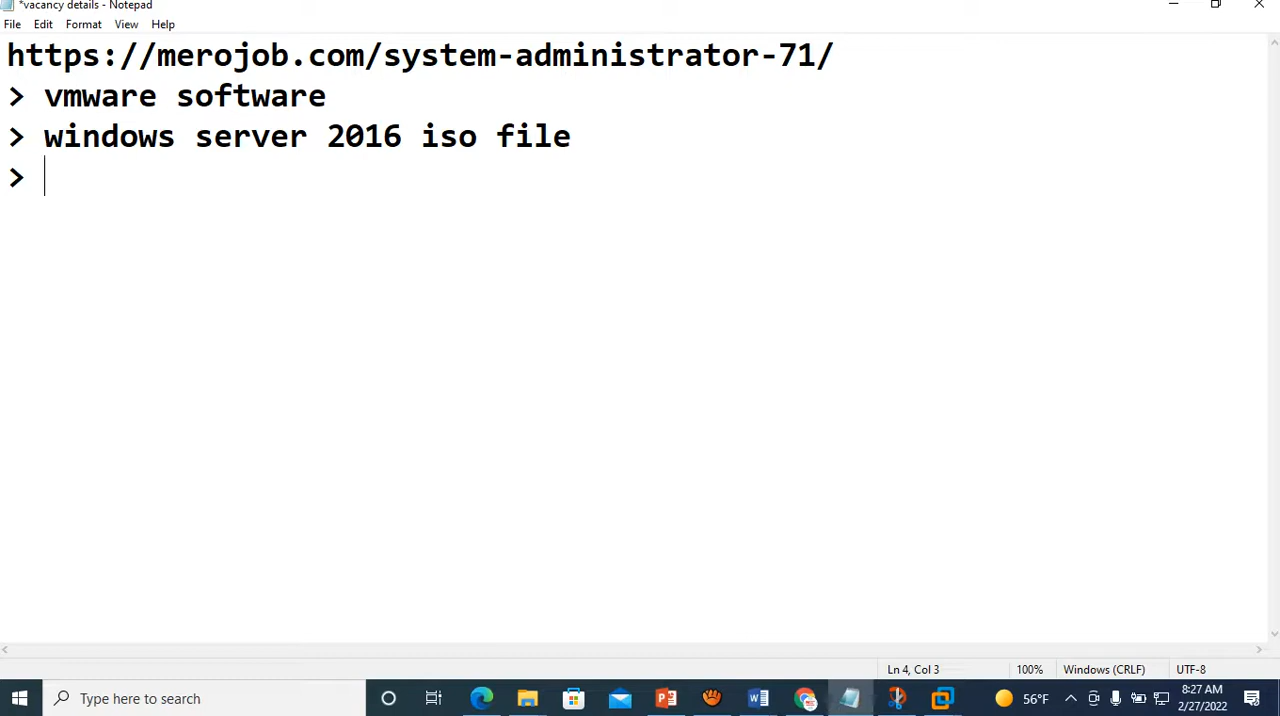 *vacancy details - Notepad
File Edit Format View Help
https://merojob.com/system-administrator-71/
> vmware software
> windows server 2016 iso file
>
Ln 4, Col 3 100% Windows (CRLF) UTF-8
Type here to search 56°F 8:27 AM
2/27/2022